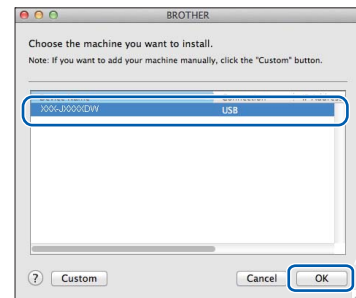 BROTHER
Choose the machine you want to install.
Note: If you want to add your machine manually, click the "Custom" button.
XXX-JXXXXDW USB
? Custom Cancel OK